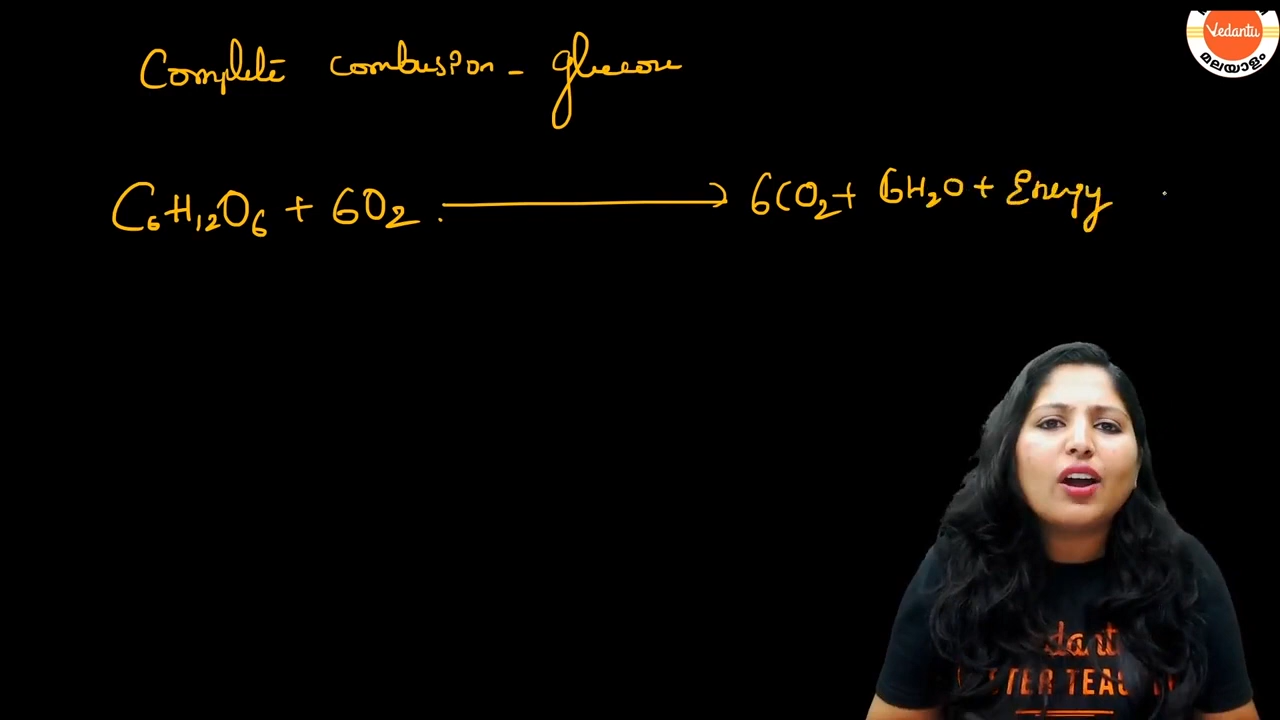 Complete combustion - glucose
C₆H₁₂O₆ + 6O₂ → 6CO₂ + 6H₂O + Energy
Vedantu
മലയാളം